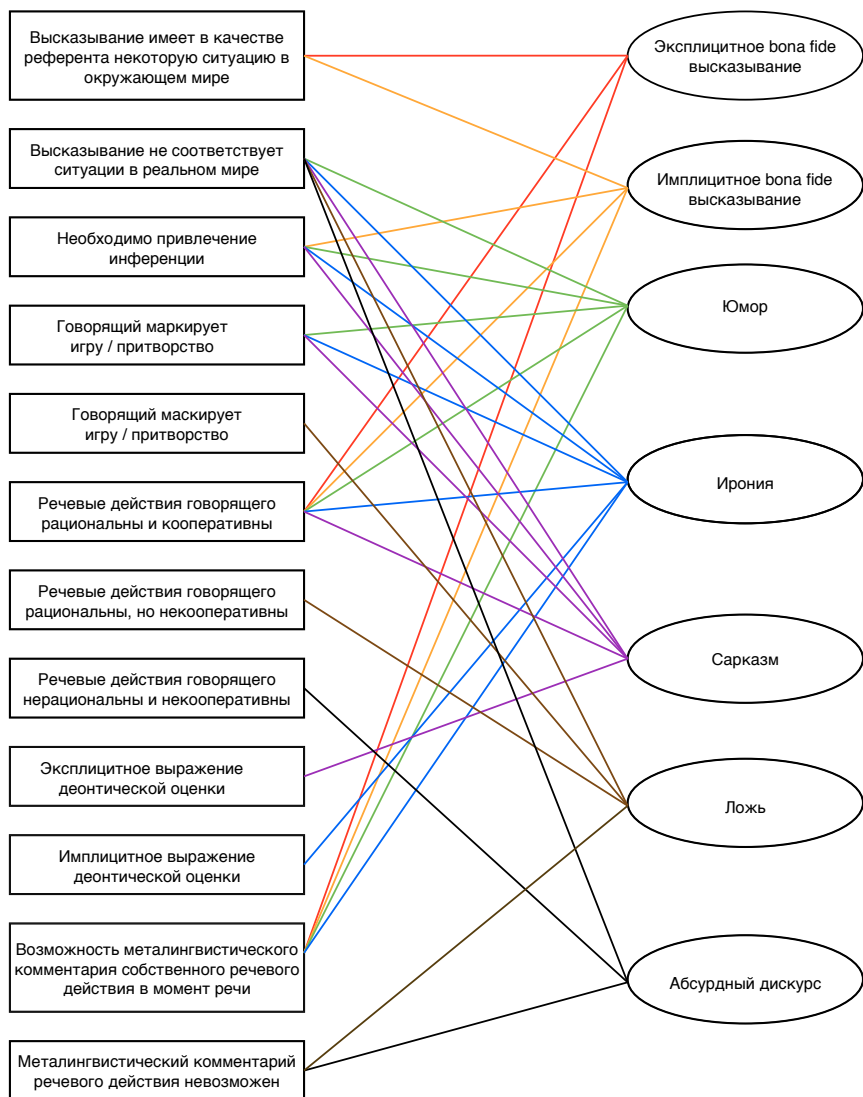 Высказывание имеет в качестве
референта некоторую ситуацию в
окружающем мире
Высказывание не соответствует
ситуации в реальном мире
Необходимо привлечение
инференции
Говорящий маркирует
игру / притворство
Говорящий маскирует
игру / притворство
Речевые действия говорящего
рациональны и кооперативны
Речевые действия говорящего
рациональны, но некооперативны
Речевые действия говорящего
нерациональны и некооперативны
Эксплицитное выражение
деонтической оценки
Имплицитное выражение
деонтической оценки
Возможность металингвистического
комментария собственного речевого
действия в момент речи
Металингвистический комментарий
речевого действия невозможен
Эксплицитное bona fide
высказывание
Имплицитное bona fide
высказывание
Юмор
Ирония
Сарказм
Ложь
Абсурдный дискурс